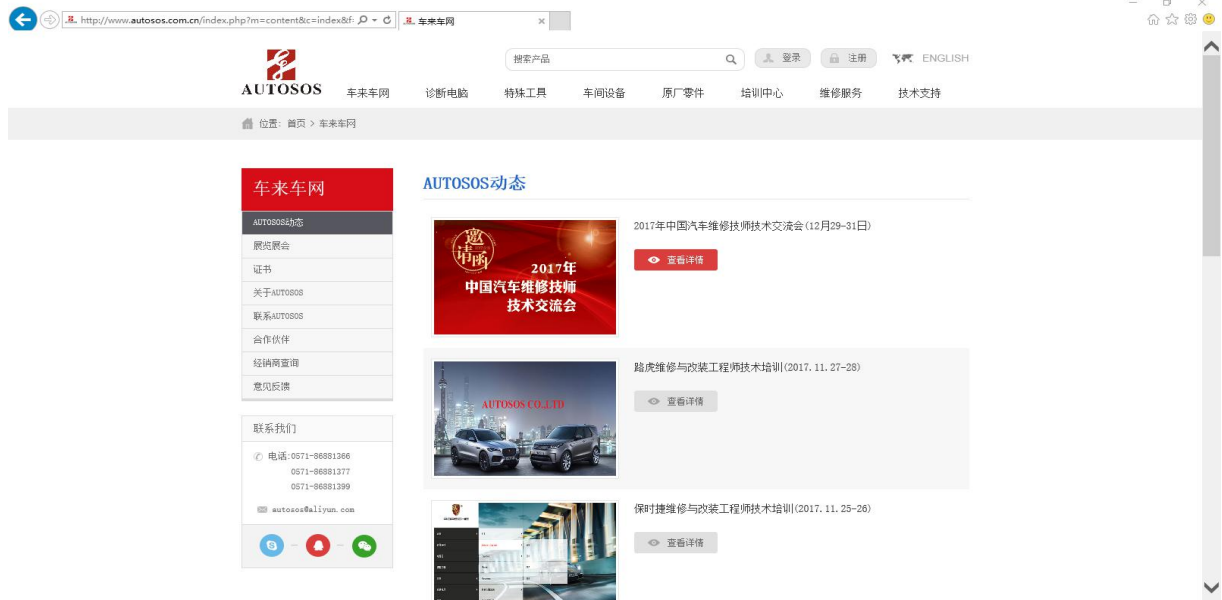 http://www.autosos.com.cn/index.php?m=content&c=index&f
车来车网
AUTOSOS
搜索产品
登录
注册
ENGLISH
车来车网 诊断电脑 特殊工具 车间设备 原厂零件 培训中心 维修服务 技术支持
位置: 首页 > 车来车网
车来车网
AUTOSOS动态
展览展会
证书
关于AUTOSOS
联系AUTOSOS
合作伙伴
经销商查询
意见反馈
联系我们
电话:0571-86881366
0571-86881377
0571-86881399
autosos@aliyun.com
AUTOSOS动态
邀请函
2017年
中国汽车维修技师
技术交流会
2017年中国汽车维修技师技术交流会(12月29-31日)
查看详情
AUTOSOS CO.,LTD
路虎维修与改装工程师技术培训(2017.11.27-28)
查看详情
保时捷维修与改装工程师技术培训(2017.11.25-26)
查看详情